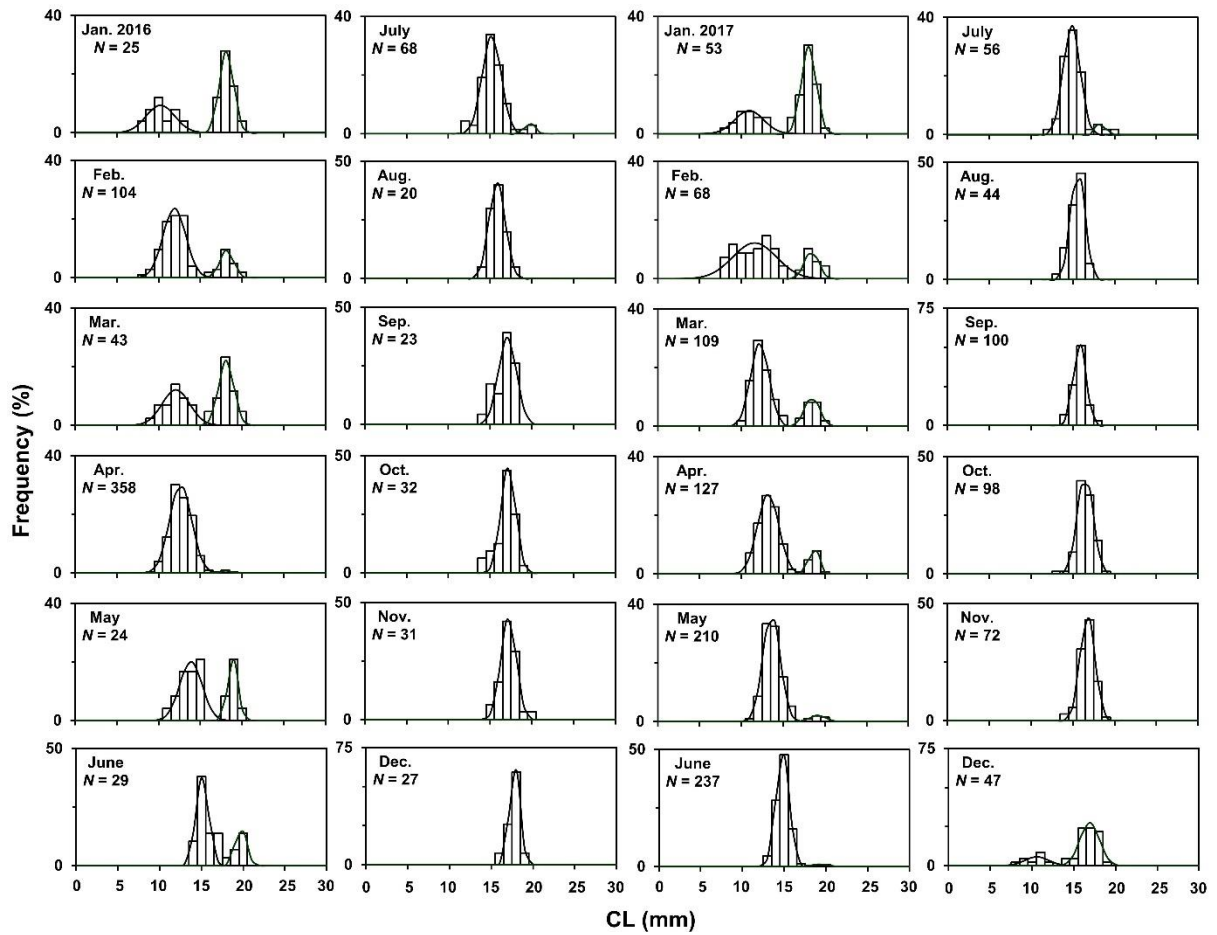 Frequency (%)
40
Jan. 2016
N = 25
0
40
July
N = 68
0
40
Jan. 2017
N = 53
0
40
July
N = 56
0
40
Feb.
N = 104
0
50
Aug.
N = 20
0
40
Feb.
N = 68
0
50
Aug.
N = 44
0
40
Mar.
N = 43
0
50
Sep.
N = 23
0
40
Mar.
N = 109
0
75
Sep.
N = 100
0
40
Apr.
N = 358
0
50
Oct.
N = 32
0
40
Apr.
N = 127
0
50
Oct.
N = 98
0
40
May
N = 24
0
50
Nov.
N = 31
0
40
May
N = 210
0
50
Nov.
N = 72
0
50
June
N = 29
0
75
Dec.
N = 27
0
50
June
N = 237
0
75
Dec.
N = 47
0
0 5 10 15 20 25 30
0 5 10 15 20 25 30
0 5 10 15 20 25 30
0 5 10 15 20 25 30
CL (mm)